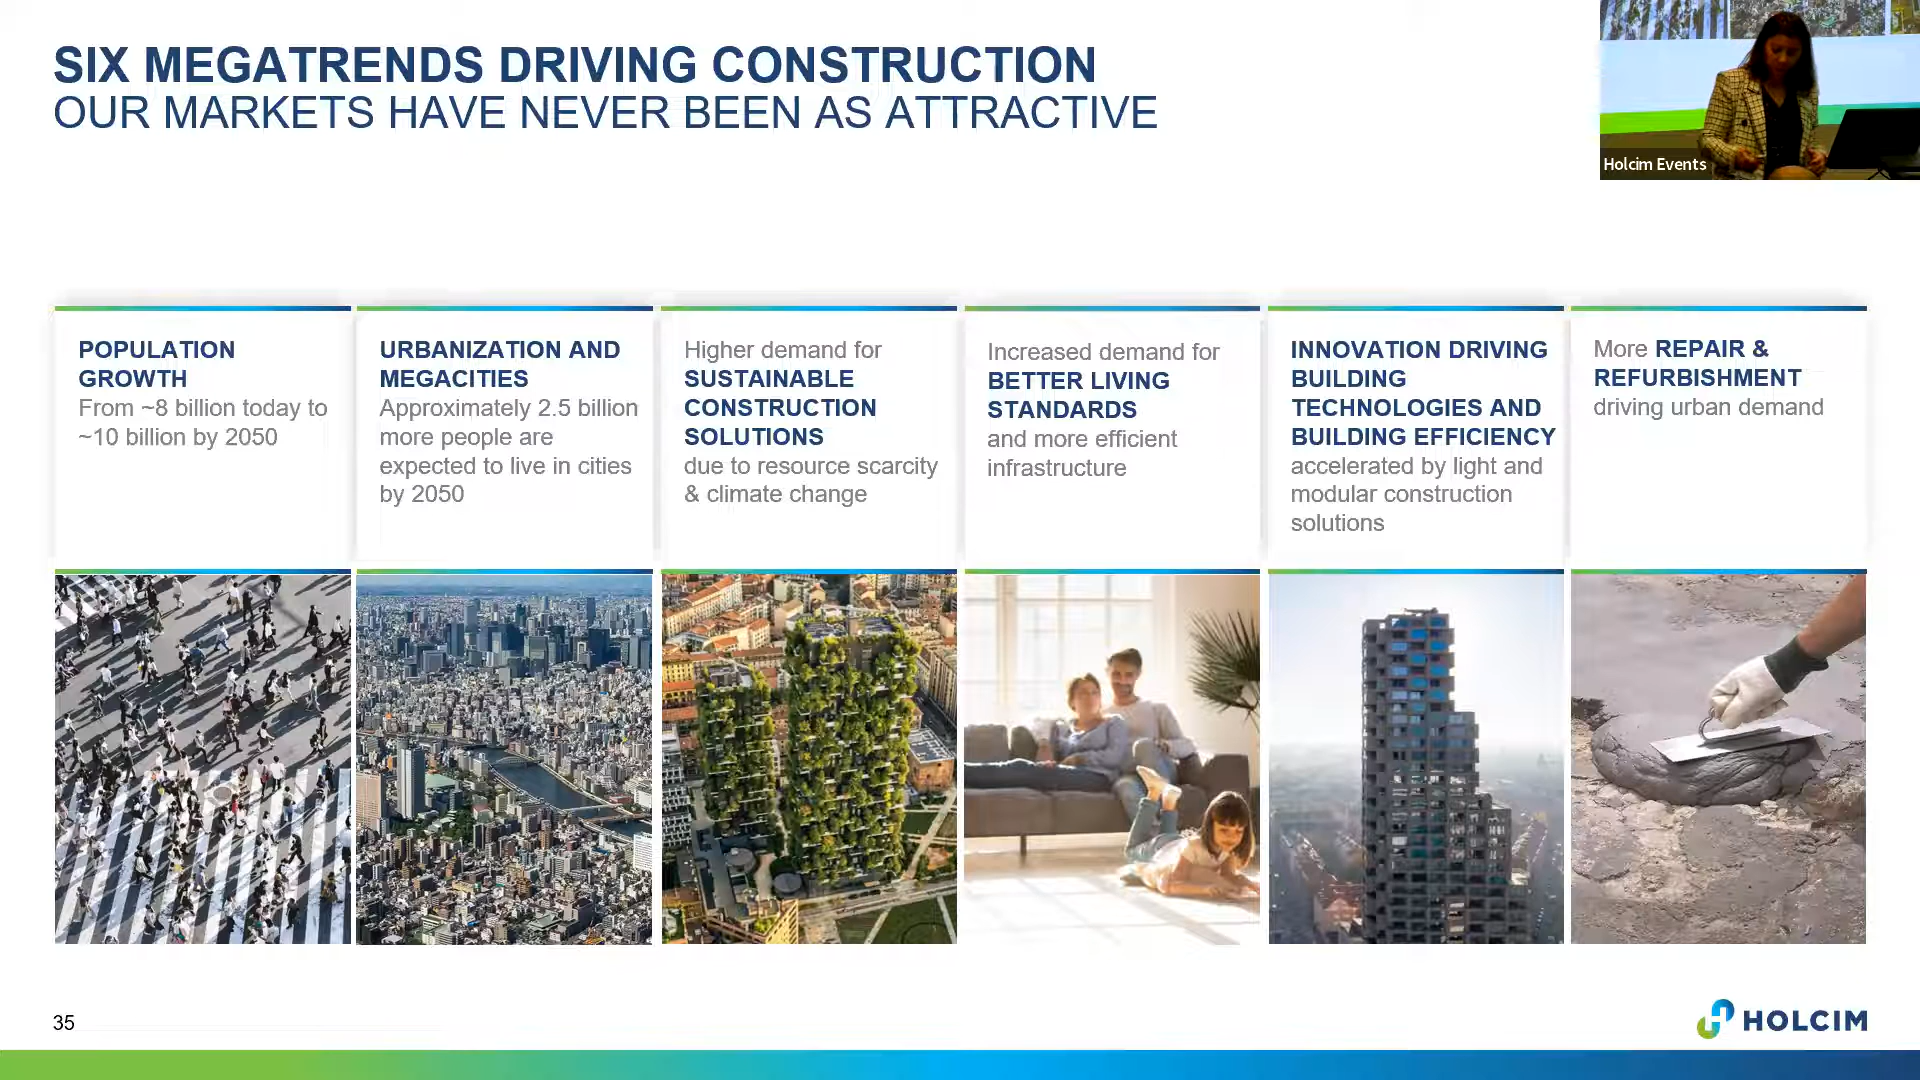 SIX MEGATRENDS DRIVING CONSTRUCTION
OUR MARKETS HAVE NEVER BEEN AS ATTRACTIVE
Holcim Events
POPULATION
GROWTH
From ~8 billion today to
~10 billion by 2050
URBANIZATION AND
MEGACITIES
Approximately 2.5 billion
more people are
expected to live in cities
by 2050
Higher demand for
SUSTAINABLE
CONSTRUCTION
SOLUTIONS
due to resource scarcity
& climate change
Increased demand for
BETTER LIVING
STANDARDS
and more efficient
infrastructure
INNOVATION DRIVING
BUILDING
TECHNOLOGIES AND
BUILDING EFFICIENCY
accelerated by light and
modular construction
solutions
More REPAIR &
REFURBISHMENT
driving urban demand
35
HOLCIM